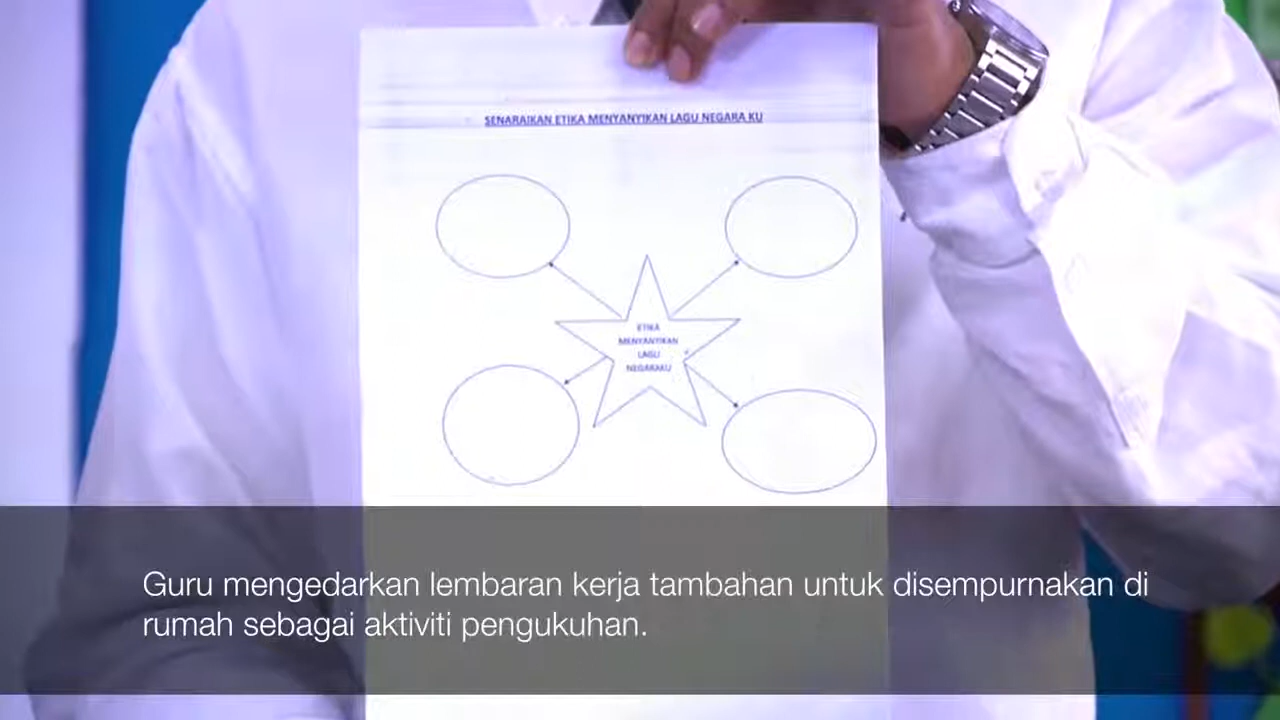 SENARAIKAN ETIKA MENYANYIKAN LAGU NEGARA KU
ETIKA
MENYANYIKAN
LAGU
NEGARAKU
Guru mengedarkan lembaran kerja tambahan untuk disempurnakan di
rumah sebagai aktiviti pengukuhan.